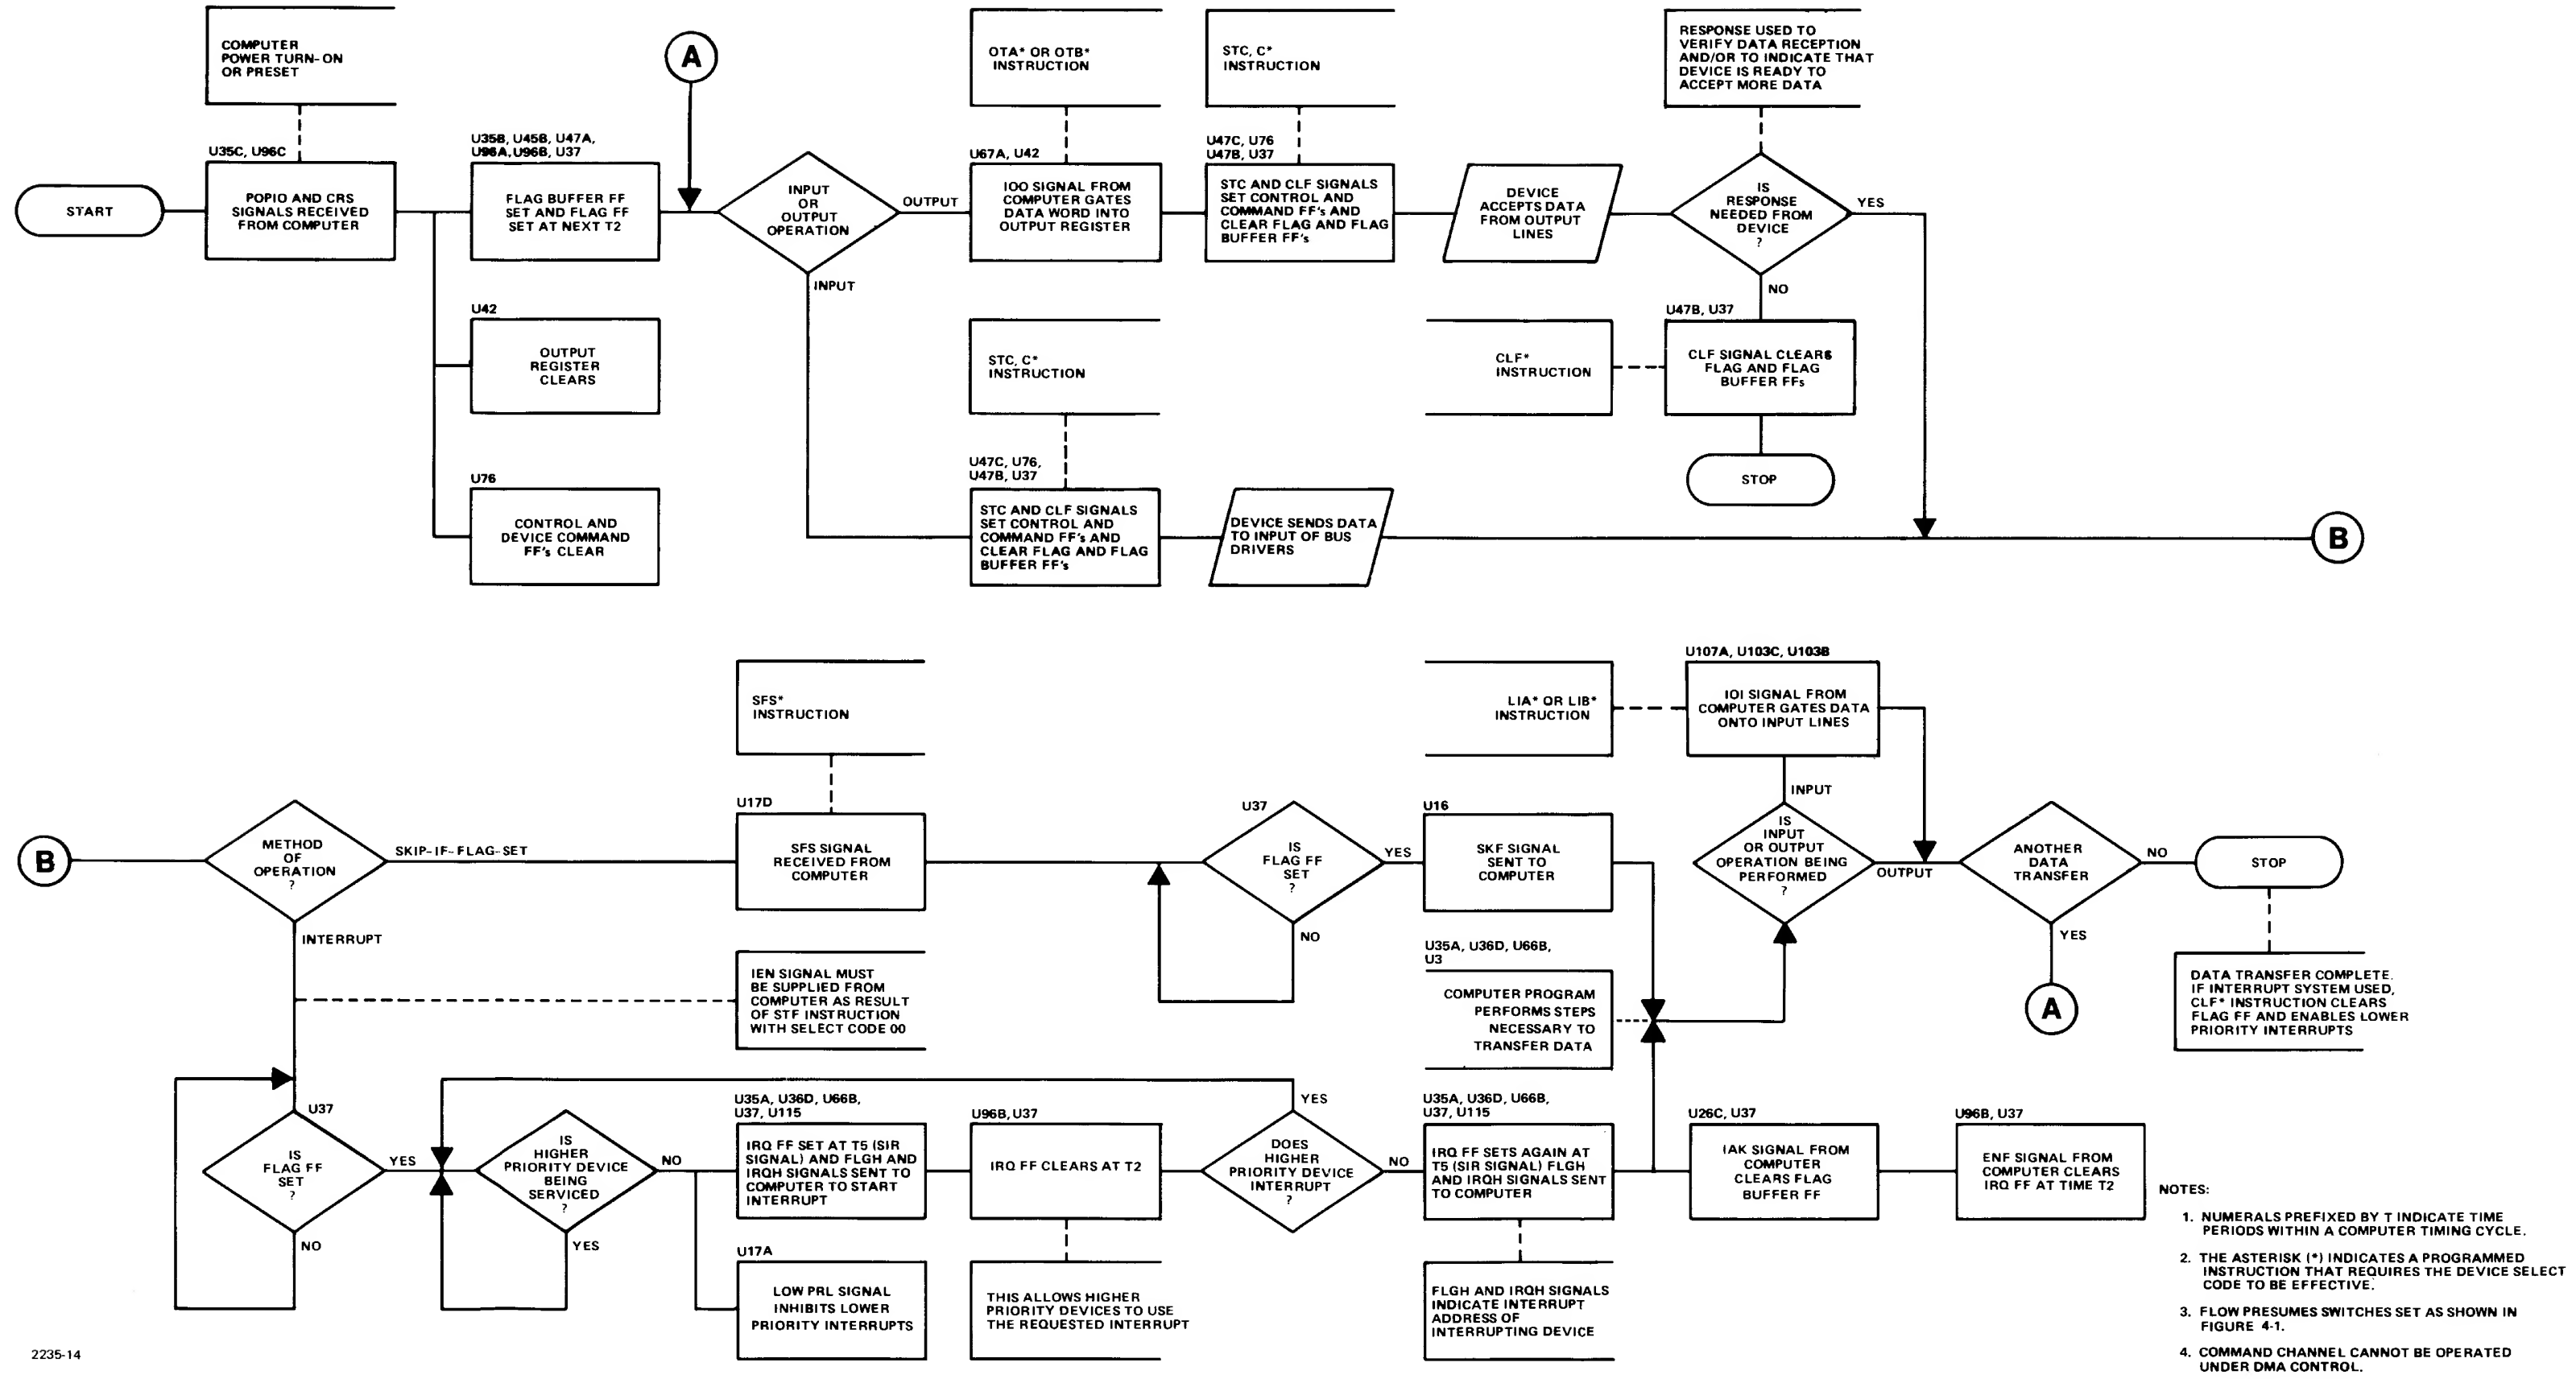 COMPUTER
POWER TURN-ON
OR PRESET
U35C, U96C
START
POPIO AND CRS
SIGNALS RECEIVED
FROM COMPUTER
U35B, U45B, U47A,
U96A, U96B, U37
FLAG BUFFER FF
SET AND FLAG FF
SET AT NEXT T2
U42
OUTPUT
REGISTER
CLEARS
U76
CONTROL AND
DEVICE COMMAND
FF's CLEAR
A
INPUT
OR
OUTPUT
OPERATION
OUTPUT
INPUT
OTA* OR OTB*
INSTRUCTION
U67A, U42
IOO SIGNAL FROM
COMPUTER GATES
DATA WORD INTO
OUTPUT REGISTER
STC, C*
INSTRUCTION
U47C, U76
U47B, U37
STC AND CLF SIGNALS
SET CONTROL AND
COMMAND FF's AND
CLEAR FLAG AND FLAG
BUFFER FF's
DEVICE
ACCEPTS DATA
FROM OUTPUT
LINES
RESPONSE USED TO
VERIFY DATA RECEPTION
AND/OR TO INDICATE THAT
DEVICE IS READY TO
ACCEPT MORE DATA
IS
RESPONSE
NEEDED FROM
DEVICE
?
YES
NO
U47B, U37
CLF*
INSTRUCTION
CLF SIGNAL CLEARS
FLAG AND FLAG
BUFFER FFs
STOP
STC, C*
INSTRUCTION
U47C, U76,
U47B, U37
STC AND CLF SIGNALS
SET CONTROL AND
COMMAND FF's AND
CLEAR FLAG AND FLAG
BUFFER FF's
DEVICE SENDS DATA
TO INPUT OF BUS
DRIVERS
B
B
METHOD
OF
OPERATION
?
SKIP-IF-FLAG-SET
INTERRUPT
SFS*
INSTRUCTION
U17D
SFS SIGNAL
RECEIVED FROM
COMPUTER
U37
IS
FLAG FF
SET
?
YES
NO
U16
SKF SIGNAL
SENT TO
COMPUTER
LIA* OR LIB*
INSTRUCTION
U107A, U103C, U103B
IOI SIGNAL FROM
COMPUTER GATES DATA
ONTO INPUT LINES
INPUT
IS
INPUT
OR OUTPUT
OPERATION BEING
PERFORMED
?
OUTPUT
ANOTHER
DATA
TRANSFER
NO
YES
STOP
A
DATA TRANSFER COMPLETE.
IF INTERRUPT SYSTEM USED,
CLF* INSTRUCTION CLEARS
FLAG FF AND ENABLES LOWER
PRIORITY INTERRUPTS
IEN SIGNAL MUST
BE SUPPLIED FROM
COMPUTER AS RESULT
OF STF INSTRUCTION
WITH SELECT CODE 00
U35A, U36D, U66B,
U3
COMPUTER PROGRAM
PERFORMS STEPS
NECESSARY TO
TRANSFER DATA
U37
IS
FLAG FF
SET
?
YES
NO
IS
HIGHER
PRIORITY DEVICE
BEING
SERVICED
?
NO
YES
U35A, U36D, U66B,
U37, U115
IRQ FF SET AT T5 (SIR
SIGNAL) AND FLGH AND
IRQH SIGNALS SENT TO
COMPUTER TO START
INTERRUPT
U17A
LOW PRL SIGNAL
INHIBITS LOWER
PRIORITY INTERRUPTS
U96B, U37
IRQ FF CLEARS AT T2
THIS ALLOWS HIGHER
PRIORITY DEVICES TO USE
THE REQUESTED INTERRUPT
YES
DOES
HIGHER
PRIORITY DEVICE
INTERRUPT
?
NO
U35A, U36D, U66B,
U37, U115
IRQ FF SETS AGAIN AT
T5 (SIR SIGNAL) FLGH
AND IRQH SIGNALS SENT
TO COMPUTER
FLGH AND IRQH SIGNALS
INDICATE INTERRUPT
ADDRESS OF
INTERRUPTING DEVICE
U26C, U37
IAK SIGNAL FROM
COMPUTER
CLEARS FLAG
BUFFER FF
U96B, U37
ENF SIGNAL FROM
COMPUTER CLEARS
IRQ FF AT TIME T2
NOTES:
1. NUMERALS PREFIXED BY T INDICATE TIME
PERIODS WITHIN A COMPUTER TIMING CYCLE.
2. THE ASTERISK (*) INDICATES A PROGRAMMED
INSTRUCTION THAT REQUIRES THE DEVICE SELECT
CODE TO BE EFFECTIVE.
3. FLOW PRESUMES SWITCHES SET AS SHOWN IN
FIGURE 4-1.
4. COMMAND CHANNEL CANNOT BE OPERATED
UNDER DMA CONTROL.
2235-14